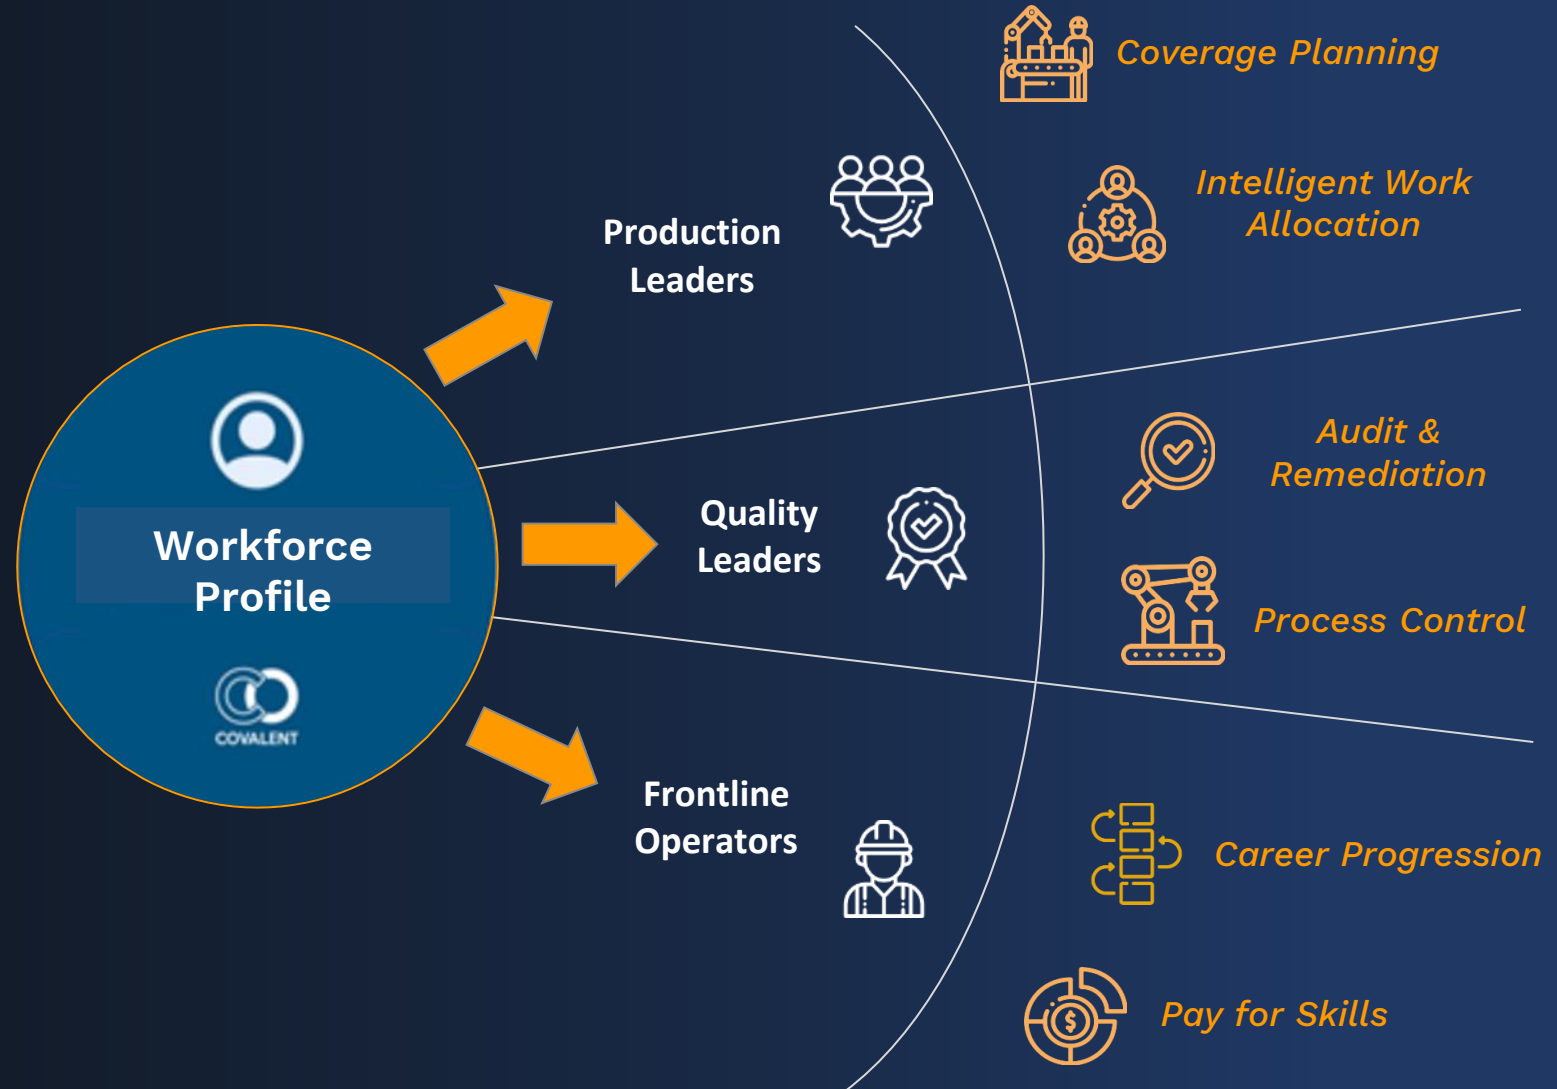 Workforce
Profile
COVALENT
Production
Leaders
Coverage Planning
Intelligent Work
Allocation
Quality
Leaders
Audit &
Remediation
Process Control
Frontline
Operators
Career Progression
$
Pay for Skills